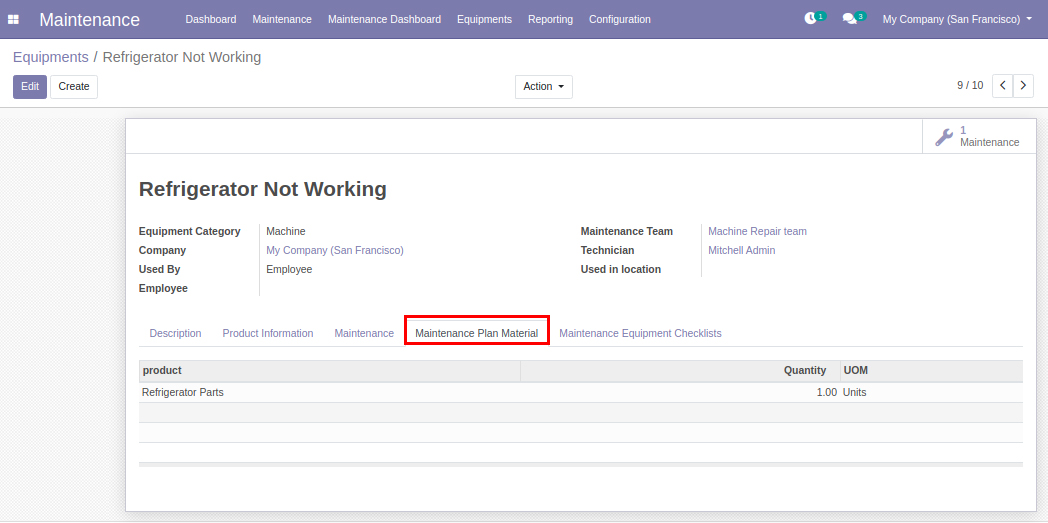 Maintenance Dashboard Maintenance Maintenance Dashboard Equipments Reporting Configuration 1 3 My Company (San Francisco)
Equipments / Refrigerator Not Working
Edit Create Action 9 / 10
1
Maintenance
Refrigerator Not Working
Equipment Category Machine Maintenance Team Machine Repair team
Company My Company (San Francisco) Technician Mitchell Admin
Used By Employee Used in location
Employee
Description Product Information Maintenance Maintenance Plan Material Maintenance Equipment Checklists
product Quantity UOM
Refrigerator Parts 1.00 Units